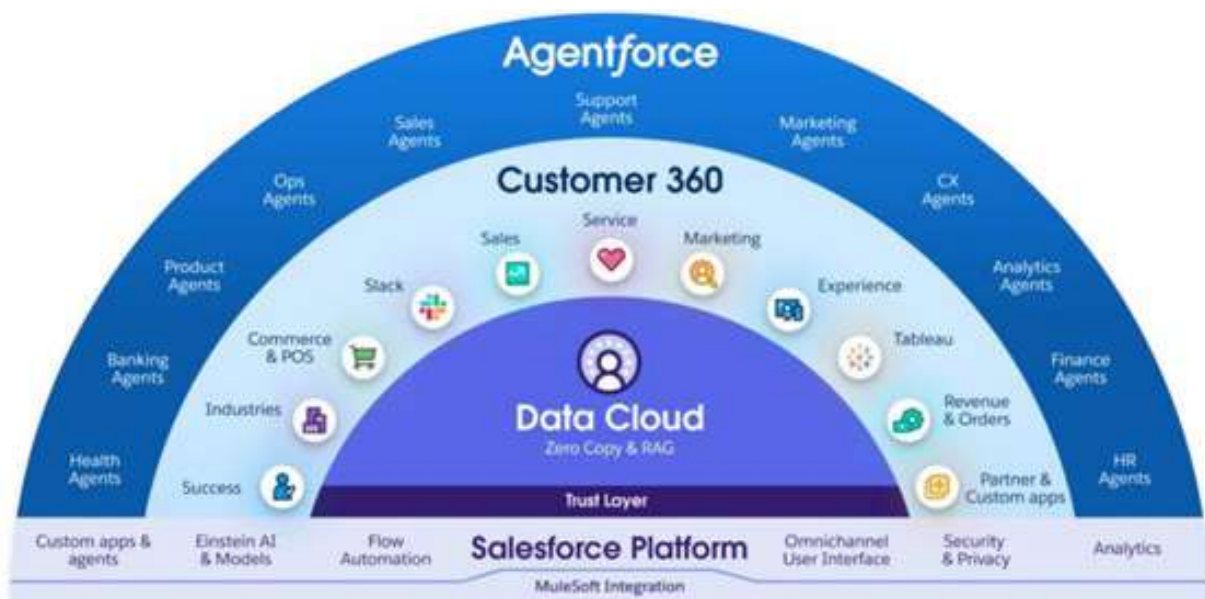 Agentforce
Support
Agents
Sales
Agents
Marketing
Agents
Ops
Agents
CX
Agents
Product
Agents
Analytics
Agents
Banking
Agents
Finance
Agents
Health
Agents
HR
Agents
Customer 360
Service
Sales
Marketing
Slack
Experience
Commerce
& POS
Tableau
Industries
Revenue
& Orders
Success
Partner &
Custom apps
Data Cloud
Zero Copy & RAG
Trust Layer
Custom apps &
agents
Einstein AI
& Models
Flow
Automation
Salesforce Platform
Omnichannel
User Interface
Security
& Privacy
Analytics
MuleSoft Integration